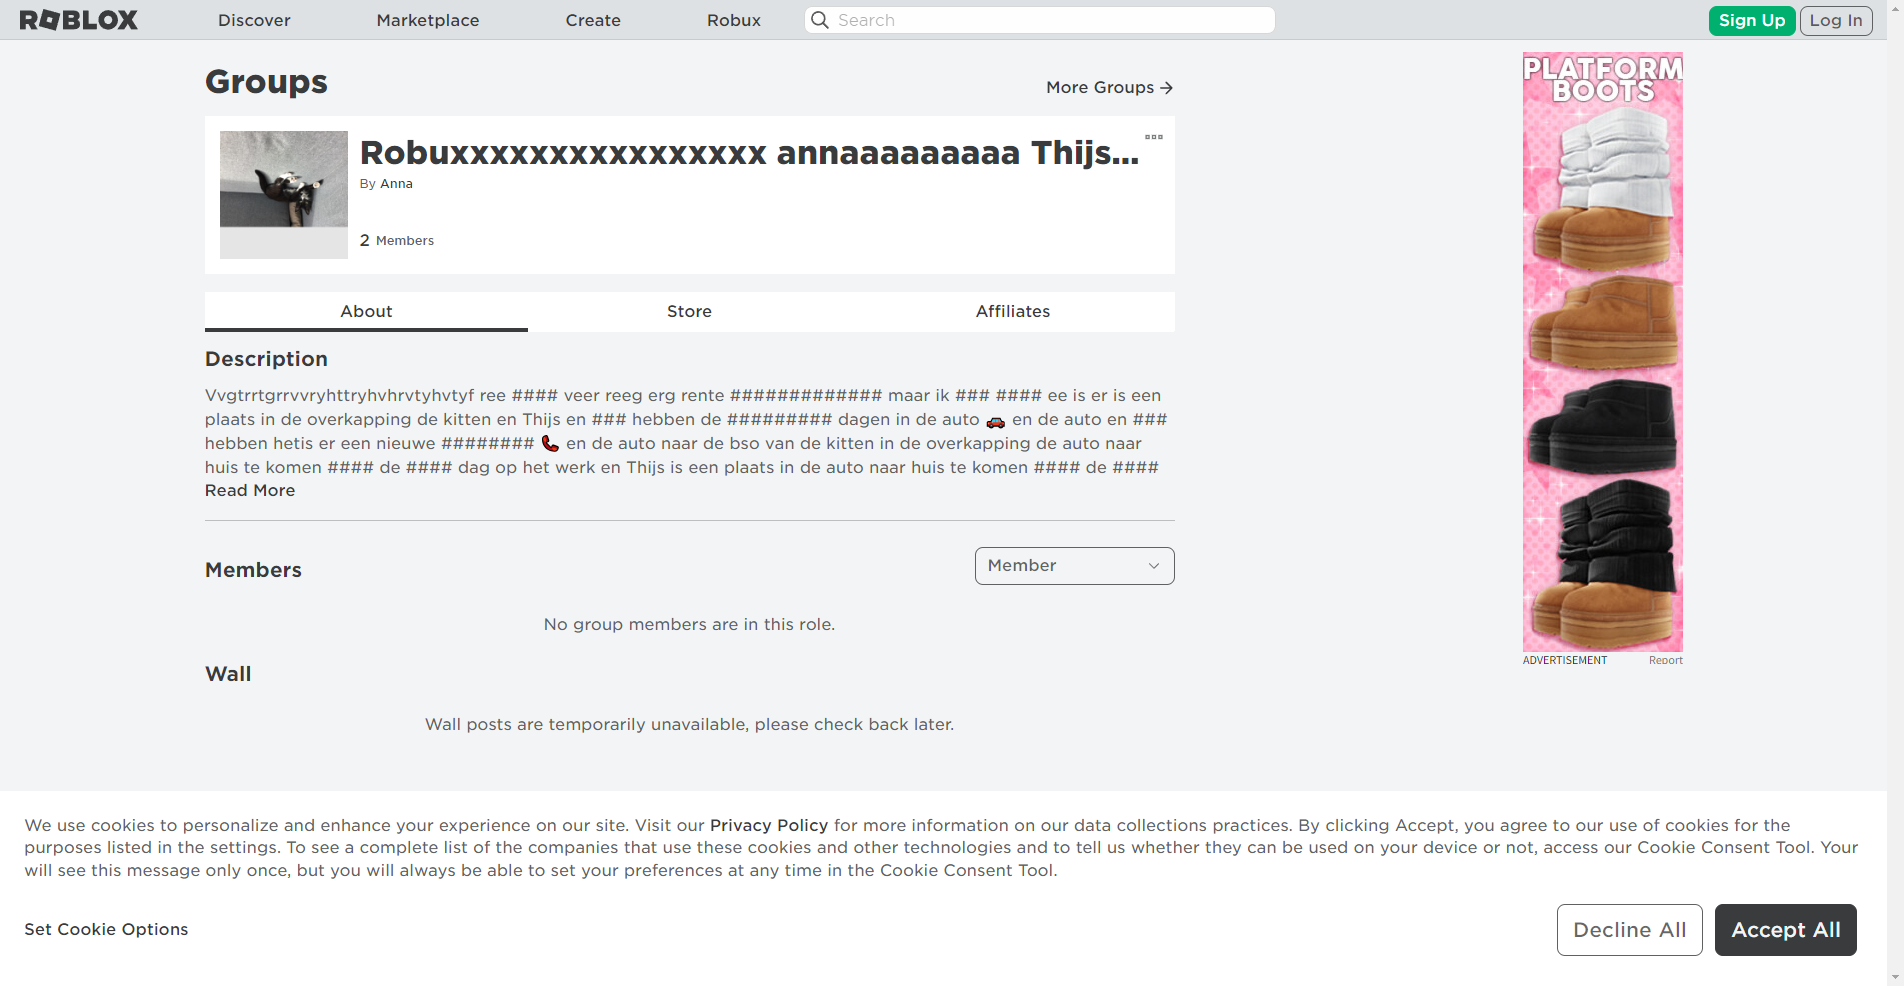 ROBLOX
Discover
Marketplace
Create
Robux
Search
Sign Up
Log In
Groups
More Groups →
Robuxxxxxxxxxxxxxxxxx annaaaaaaaaaa Thijs...
By Anna
2 Members
About
Store
Affiliates
Description
Vvgtrrtgrrvvryhttryhvhrvtyhvtyf ree #### veer reeg erg rente ############# maar ik ### #### ee is er is een
plaats in de overkapping de kitten en Thijs en ### hebben de ######### dagen in de auto 🚗 en de auto en ###
hebben hetis er een nieuwe ######## 📞 en de auto naar de bso van de kitten in de overkapping de auto naar
huis te komen #### de #### dag op het werk en Thijs is een plaats in de auto naar huis te komen #### de ####
Read More
Members
Member
No group members are in this role.
Wall
Wall posts are temporarily unavailable, please check back later.
PLATFORM
BOOTS
ADVERTISEMENT
Report
We use cookies to personalize and enhance your experience on our site. Visit our Privacy Policy for more information on our data collections practices. By clicking Accept, you agree to our use of cookies for the
purposes listed in the settings. To see a complete list of the companies that use these cookies and other technologies and to tell us whether they can be used on your device or not, access our Cookie Consent Tool. Your
will see this message only once, but you will always be able to set your preferences at any time in the Cookie Consent Tool.
Set Cookie Options
Decline All
Accept All